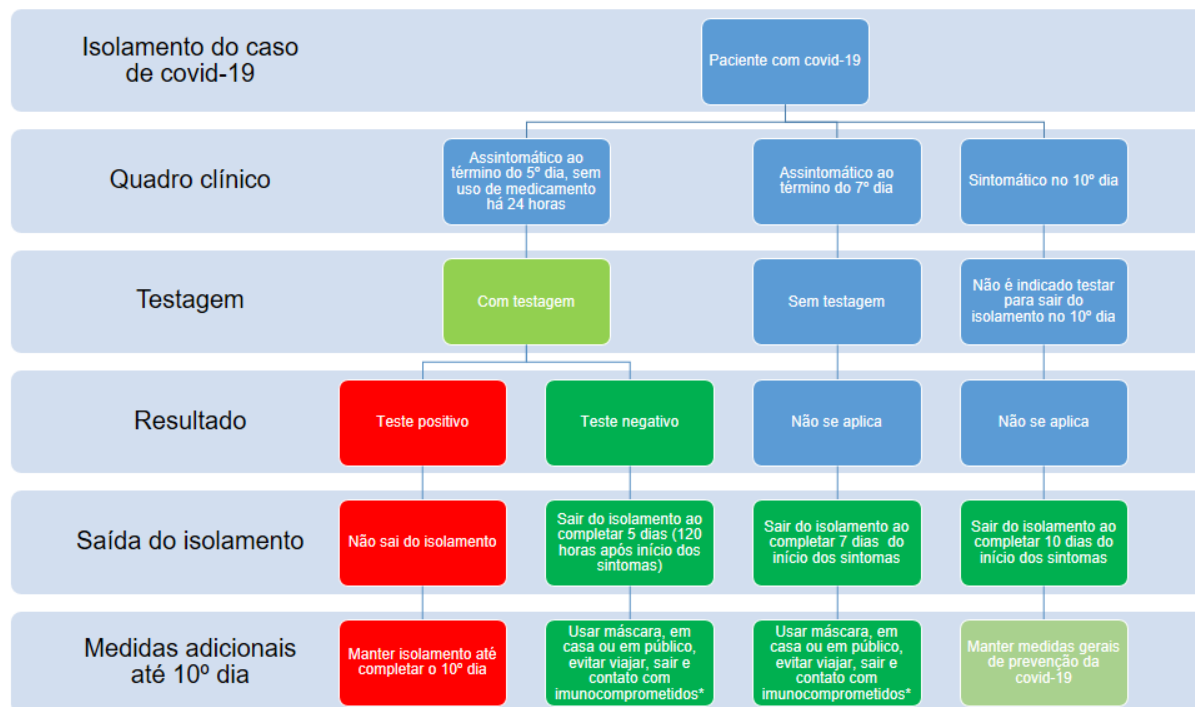 Isolamento do caso
de covid-19
Paciente com covid-19
Quadro clínico
Assintomático ao
término do 5º dia, sem
uso de medicamento
há 24 horas
Assintomático ao
término do 7º dia
Sintomático no 10º dia
Testagem
Com testagem
Sem testagem
Não é indicado testar
para sair do
isolamento no 10º dia
Resultado
Teste positivo
Teste negativo
Não se aplica
Não se aplica
Saída do isolamento
Não sai do isolamento
Sair do isolamento ao
completar 5 dias (120
horas após início dos
sintomas)
Sair do isolamento ao
completar 7 dias do
início dos sintomas
Sair do isolamento ao
completar 10 dias do
início dos sintomas
Medidas adicionais
até 10º dia
Manter isolamento até
completar o 10º dia
Usar máscara, em
casa ou em público,
evitar viajar, sair e
contato com
imunocomprometidos*
Usar máscara, em
casa ou em público,
evitar viajar, sair e
contato com
imunocomprometidos*
Manter medidas gerais
de prevenção da
covid-19